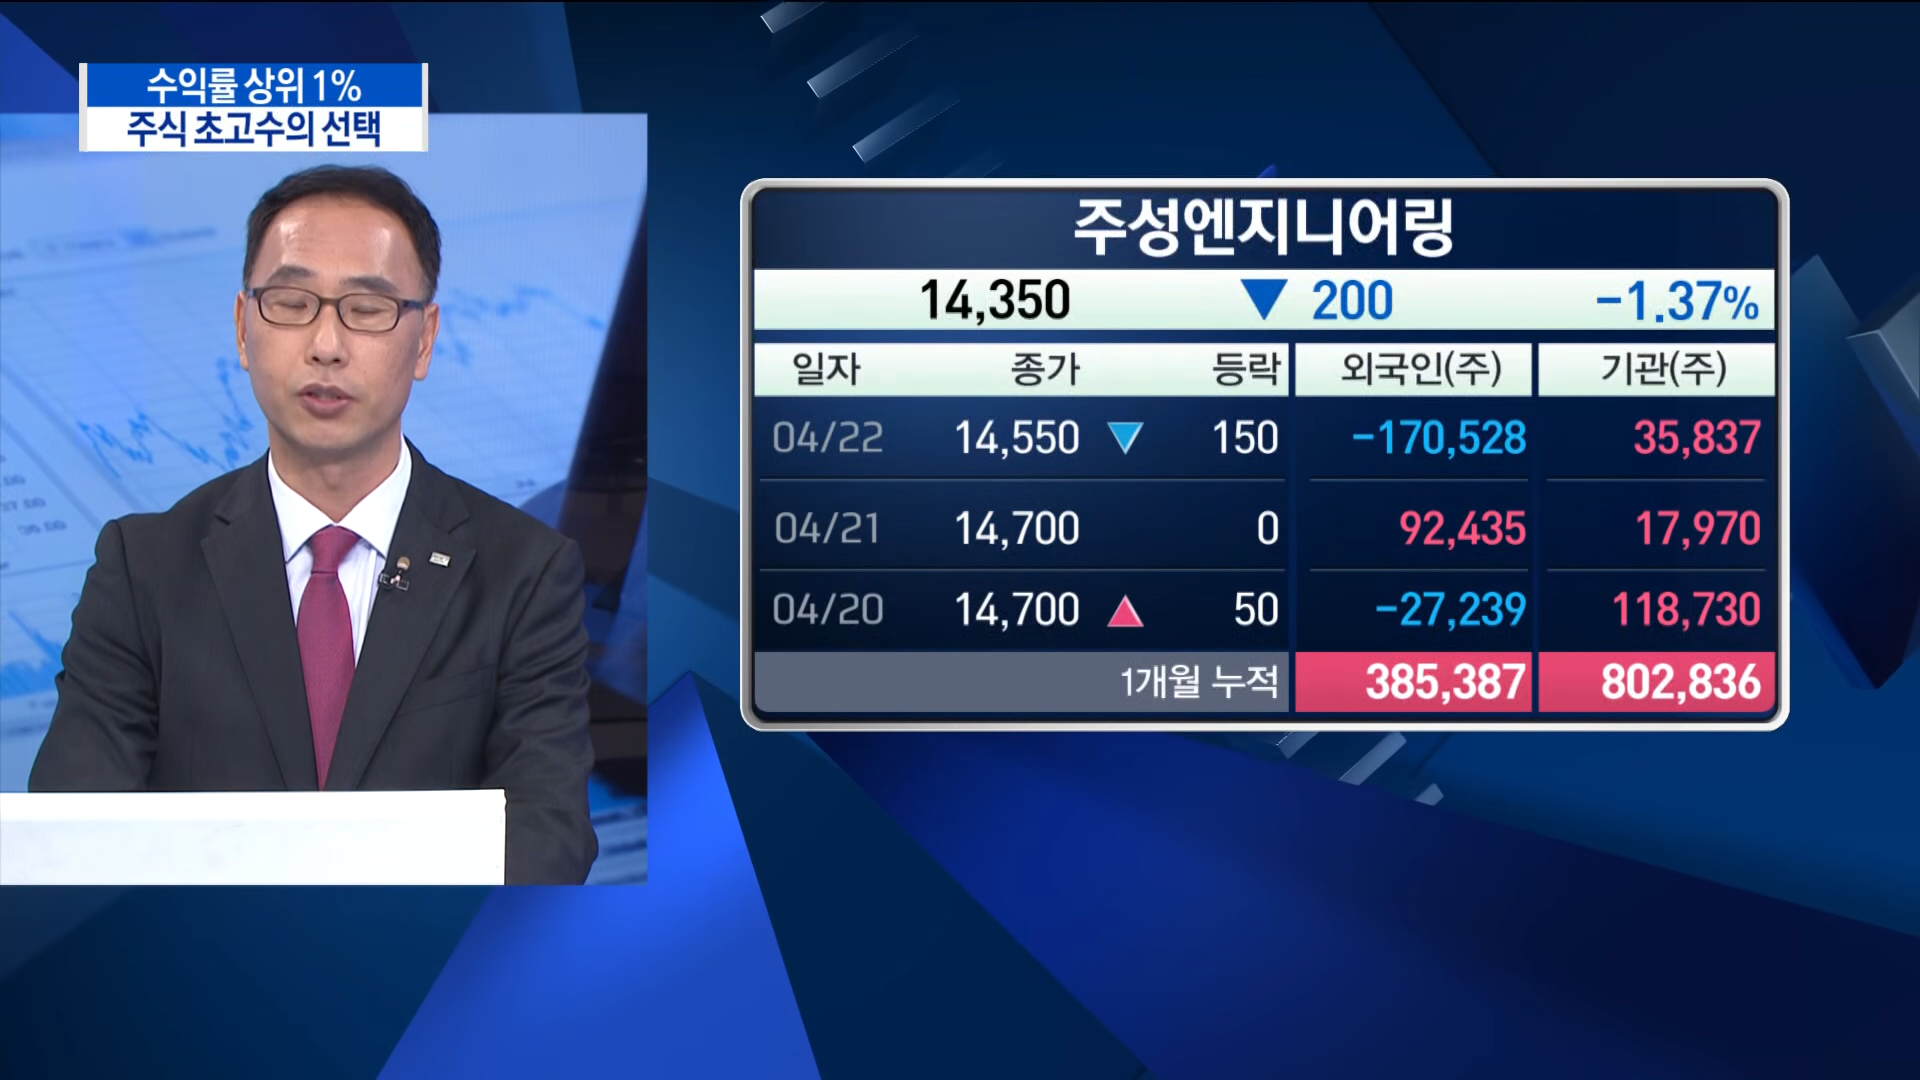 수익률 상위 1%
주식 초고수의 선택
주성엔지니어링
14,350 ▼ 200 -1.37%
일자 종가 등락 외국인(주) 기관(주)
04/22 14,550 ▼ 150 -170,528 35,837
04/21 14,700 0 92,435 17,970
04/20 14,700 ▲ 50 -27,239 118,730
1개월 누적 385,387 802,836